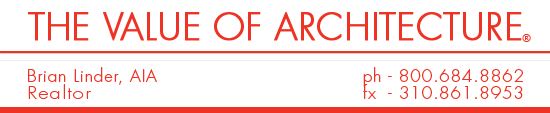 THE VALUE OF ARCHITECTURE®
Brian Linder, AIA ph - 800.684.8862
Realtor fx - 310.861.8953